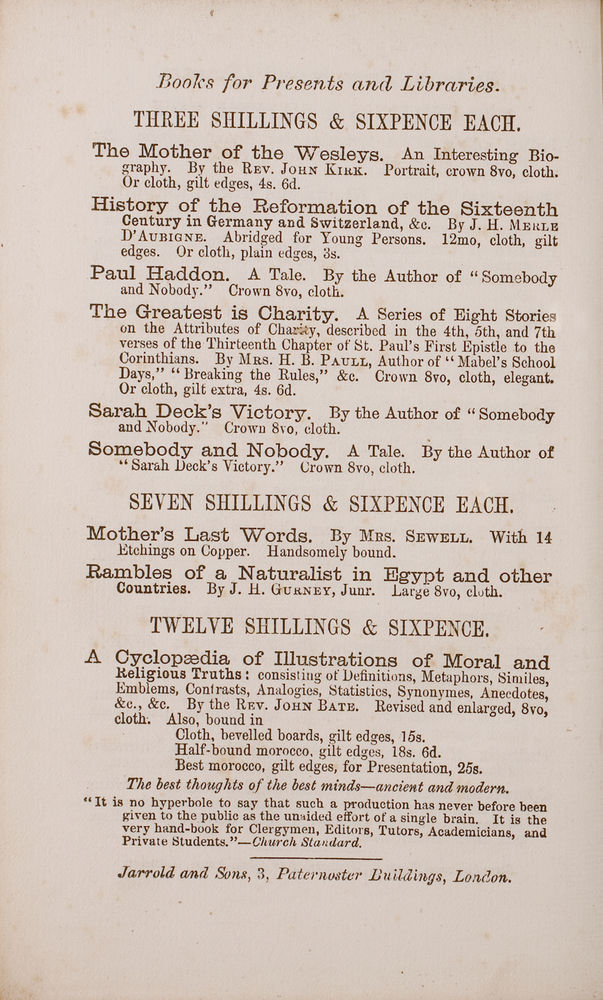 Books for Presents and Libraries.
THREE SHILLINGS & SIXPENCE EACH.
The Mother of the Wesleys. An Interesting Bio-
graphy. By the REV. JOHN KIRK. Portrait, crown 8vo, cloth.
Or cloth, gilt edges, 4s. 6d.
History of the Reformation of the Sixteenth
Century in Germany and Switzerland, &c. By J. H. MERLE
D'AUBIGNE. Abridged for Young Persons. 12mo, cloth, gilt
edges. Or cloth, plain edges, 3s.
Paul Haddon. A Tale. By the Author of "Somebody
and Nobody." Crown 8vo, cloth.
The Greatest is Charity. A Series of Eight Stories
on the Attributes of Charity, described in the 4th, 5th, and 7th
verses of the Thirteenth Chapter of St. Paul's First Epistle to the
Corinthians. By MRS. H. B. PAULL, Author of "Mabel's School
Days," "Breaking the Rules," &c. Crown 8vo, cloth, elegant.
Or cloth, gilt extra, 4s. 6d.
Sarah Deck's Victory. By the Author of "Somebody
and Nobody." Crown 8vo, cloth.
Somebody and Nobody. A Tale. By the Author of
"Sarah Deck's Victory." Crown 8vo, cloth.
SEVEN SHILLINGS & SIXPENCE EACH.
Mother's Last Words. By MRS. SEWELL. With 14
Etchings on Copper. Handsomely bound.
Rambles of a Naturalist in Egypt and other
Countries. By J. H. GURNEY, Junr. Large 8vo, cloth.
TWELVE SHILLINGS & SIXPENCE.
A Cyclopædia of Illustrations of Moral and
Religious Truths: consisting of Definitions, Metaphors, Similes,
Emblems, Contrasts, Analogies, Statistics, Synonymes, Anecdotes,
&c., &c. By the REV. JOHN BATE. Revised and enlarged, 8vo,
cloth. Also, bound in
Cloth, bevelled boards, gilt edges, 15s.
Half-bound morocco, gilt edges, 18s. 6d.
Best morocco, gilt edges, for Presentation, 25s.
The best thoughts of the best minds—ancient and modern.
"It is no hyperbole to say that such a production has never before been
given to the public as the unaided effort of a single brain. It is the
very hand-book for Clergymen, Editors, Tutors, Academicians, and
Private Students."—Church Standard.
Jarrold and Sons, 3, Paternoster Buildings, London.